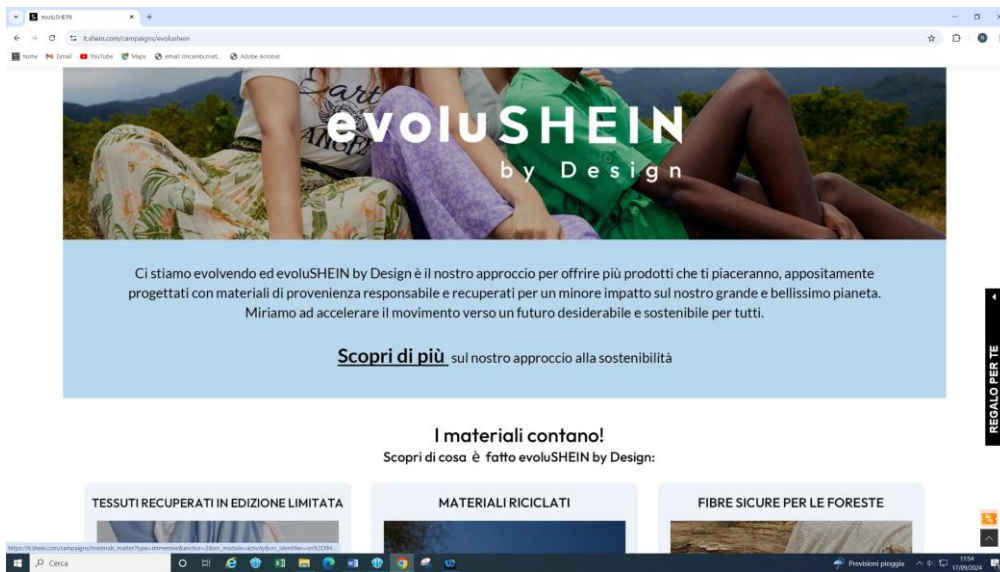 evoluSHEIN
it.shein.com/campaigns/evolushein
home Gmail YouTube Maps Adobe Acrobat
Part
ANGE
evoluSHEIN
by Design
Ci stiamo evolvendo ed evoluSHEIN by Design è il nostro approccio per offrire più prodotti che ti piaceranno, appositamente
progettati con materiali di provenienza responsabile e recuperati per un minore impatto sul nostro grande e bellissimo pianeta.
Miriamo ad accelerare il movimento verso un futuro desiderabile e sostenibile per tutti.
Scopri di più sul nostro approccio alla sostenibilità
REGALO PER TE
I materiali contano!
Scopri di cosa è fatto evoluSHEIN by Design:
TESSUTI RECUPERATI IN EDIZIONE LIMITATA
MATERIALI RICICLATI
FIBRE SICURE PER LE FORESTE
%
Cerca
Previsioni pioggia
11:54
17/09/2024